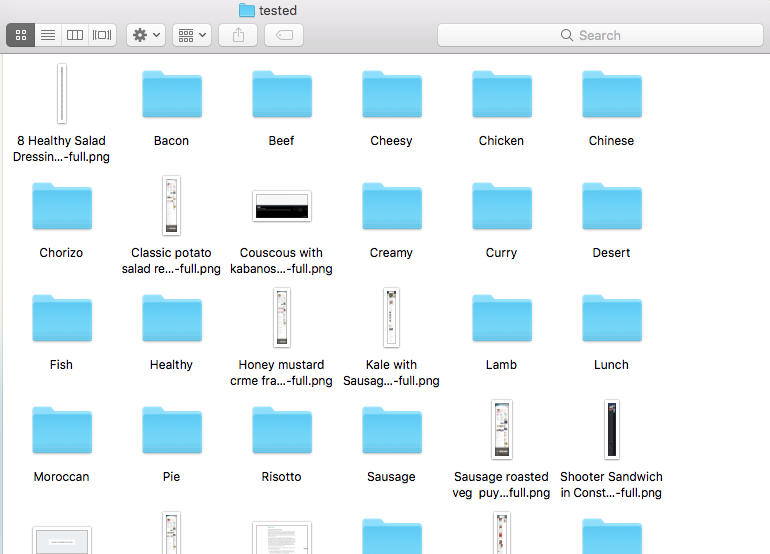 tested
Search
8 Healthy Salad
Dressin...-full.png
Bacon
Beef
Cheesy
Chicken
Chinese
Chorizo
Classic potato
salad re...-full.png
Couscous with
kabanos...-full.png
Creamy
Curry
Desert
Fish
Healthy
Honey mustard
crme fra...-full.png
Kale with
Sausag...-full.png
Lamb
Lunch
Moroccan
Pie
Risotto
Sausage
Sausage roasted
veg puy...full.png
Shooter Sandwich
in Const...-full.png